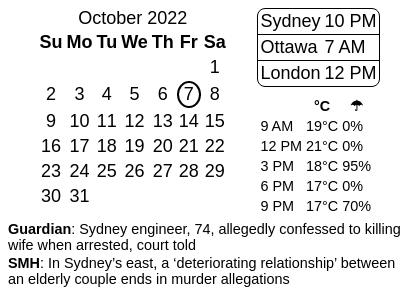 October 2022
Su Mo Tu We Th Fr Sa
1
2 3 4 5 6 7 8
9 10 11 12 13 14 15
16 17 18 19 20 21 22
23 24 25 26 27 28 29
30 31
Sydney 10 PM
Ottawa 7 AM
London 12 PM
°C ☂
9 AM 19°C 0%
12 PM 21°C 0%
3 PM 18°C 95%
6 PM 17°C 0%
9 PM 17°C 70%
Guardian: Sydney engineer, 74, allegedly confessed to killing
wife when arrested, court told
SMH: In Sydney’s east, a ‘deteriorating relationship’ between
an elderly couple ends in murder allegations